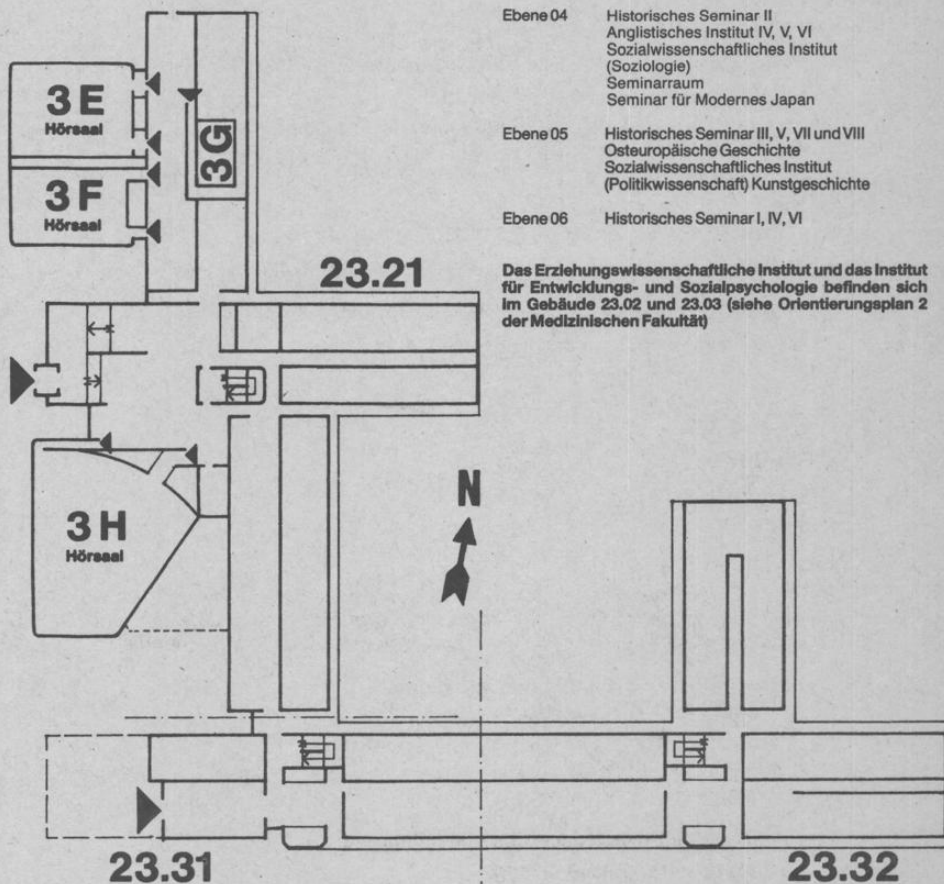 Ebene 04 Historisches Seminar II
Anglistisches Institut IV, V, VI
Sozialwissenschaftliches Institut
(Soziologie)
Seminarraum
Seminar für Modernes Japan
Ebene 05 Historisches Seminar III, V, VII und VIII
Osteuropäische Geschichte
Sozialwissenschaftliches Institut
(Politikwissenschaft) Kunstgeschichte
Ebene 06 Historisches Seminar I, IV, VI
Das Erziehungswissenschaftliche Institut und das Institut
für Entwicklungs- und Sozialpsychologie befinden sich
im Gebäude 23.02 und 23.03 (siehe Orientierungsplan 2
der Medizinischen Fakultät)
3 E
Hörsaal
3 F
Hörsaal
3 G
23.21
3 H
Hörsaal
N
23.31
23.32